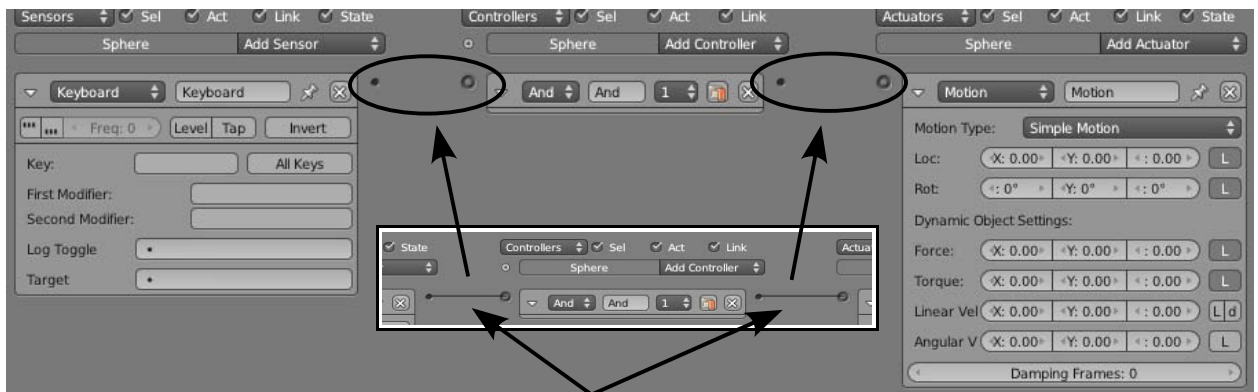 Sensors Sel Act Link State Controllers Sel Act Link Actuators Sel Act Link State
Sphere Add Sensor Sphere Add Controller Sphere Add Actuator
Keyboard Keyboard And And 1 Motion Motion
Freq: 0 Level Tap Invert
Key: All Keys
First Modifier:
Second Modifier:
Log Toggle
Target
Motion Type: Simple Motion
Loc: X: 0.00 Y: 0.00 : 0.00 L
Rot: : 0° Y: 0° : 0° L
Dynamic Object Settings:
Force: X: 0.00 Y: 0.00 : 0.00 L
Torque: X: 0.00 Y: 0.00 : 0.00 L
Linear Vel X: 0.00 Y: 0.00 : 0.00 L d
Angular V X: 0.00 Y: 0.00 : 0.00 L
Damping Frames: 0
State Controllers Sel Act Link Actua
Sphere Add Controller
And And 1